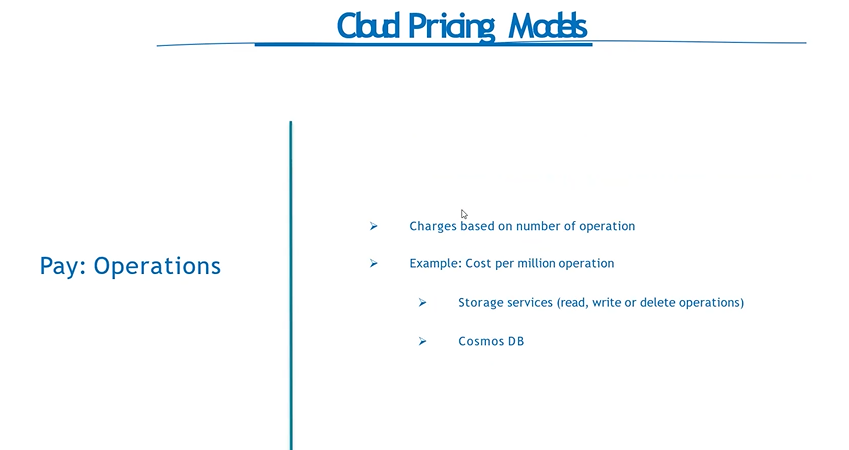 Cloud Pricing Models
Pay: Operations
Charges based on number of operation
Example: Cost per million operation
Storage services (read, write or delete operations)
Cosmos DB